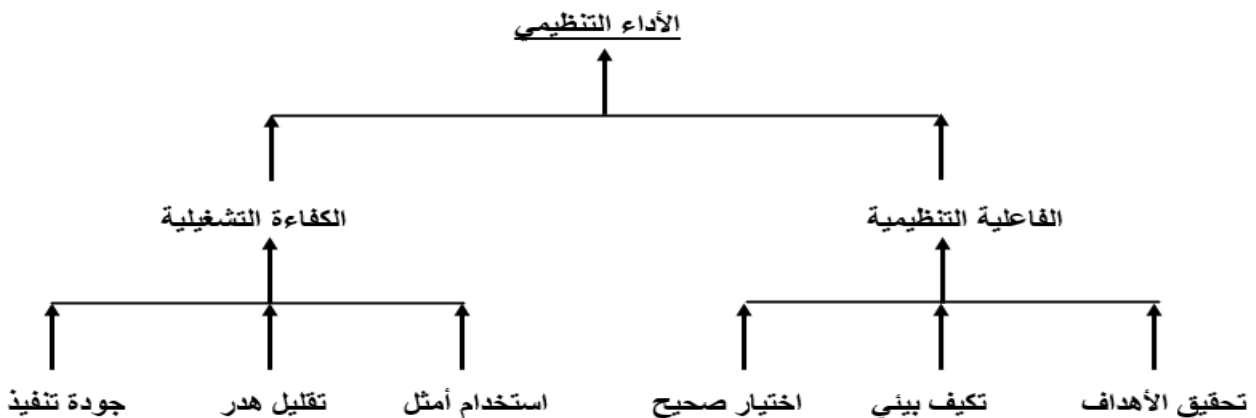 الأداء التنظيمي
الفاعلية التنظيمية
الكفاءة التشغيلية
تحقيق الأهداف
تكيف بيئي
اختيار صحيح
استخدام أمثل
تقليل هدر
جودة تنفيذ